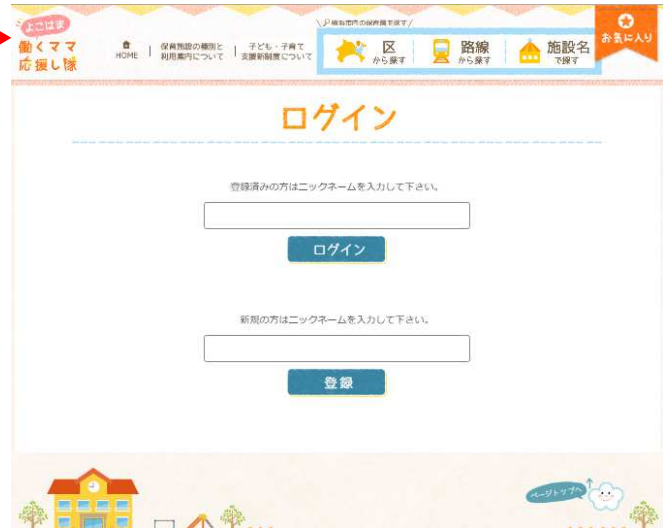 よこはま
働くママ
応援し隊
HOME
保育施設の種別と
利用案内について
子ども・子育て
支援新制度について
横浜市内の保育園を探す
区
から探す
路線
から探す
施設名
で探す
お気に入り
ログイン
登録済みの方はニックネームを入力して下さい。
ログイン
新規の方はニックネームを入力して下さい。
登録
ページトップへ